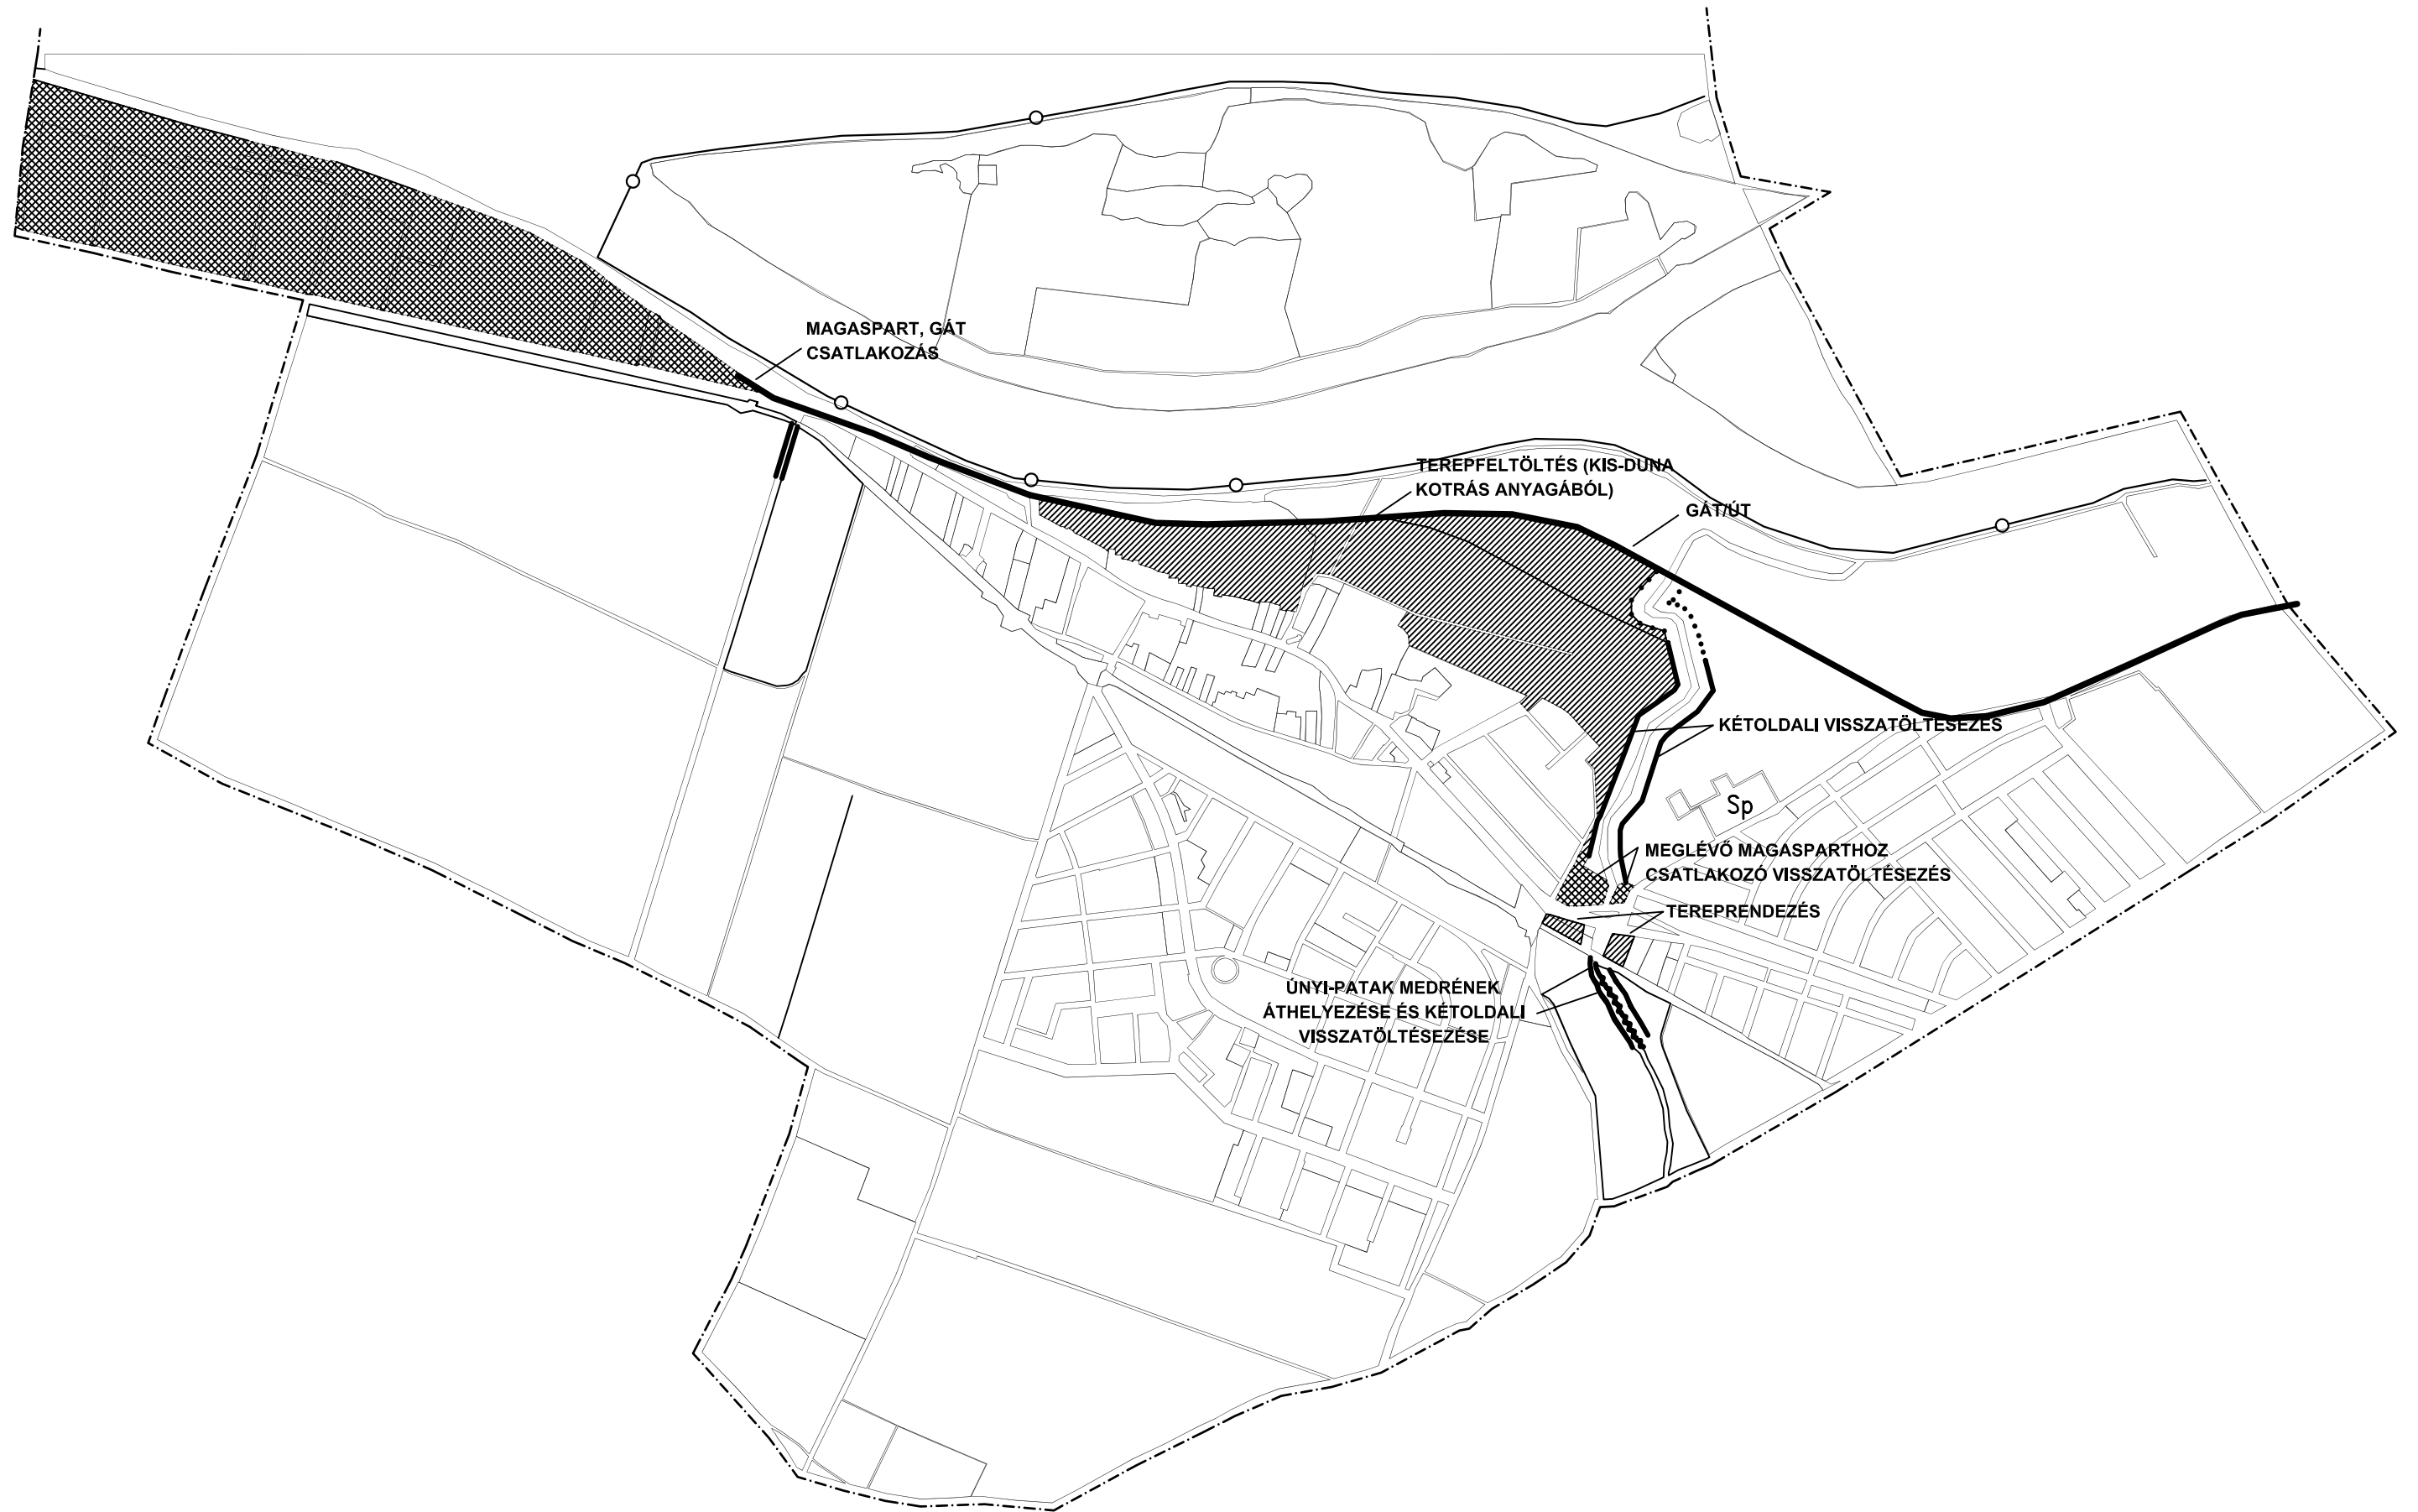 MAGASPART, GÁT
CSATLAKOZÁS
TEREPFELTÖLTÉS (KIS-DUNA
KOTRÁS ANYAGÁBÓL)
GÁT/ÚT
KÉTOLDALI VISSZATÖLTÉSEZÉS
Sp
MEGLÉVŐ MAGASPARTHOZ
CSATLAKOZÓ VISSZATÖLTÉSEZÉS
TEREPRENDEZÉS
ÚNYI-PATAK MEDRÉNEK
ÁTHELYEZÉSE ÉS KÉTOLDALI
VISSZATÖLTÉSEZÉSE